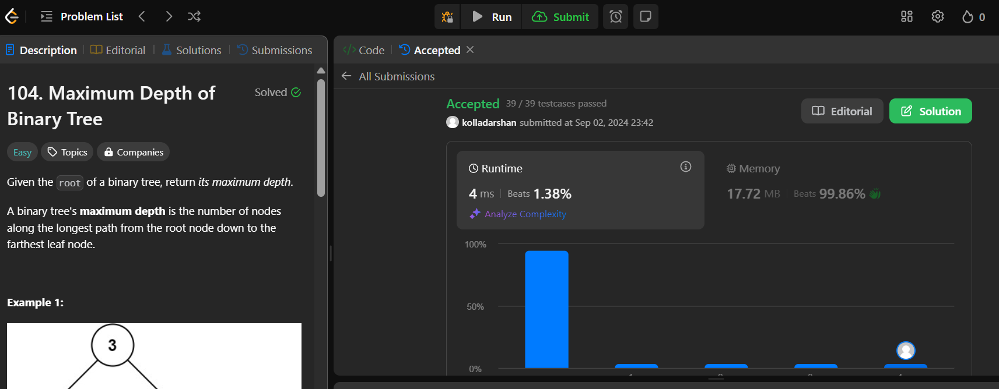 Problem List
Run
Submit
0
Description
Editorial
Solutions
Submissions
104. Maximum Depth of
Binary Tree
Solved
Easy
Topics
Companies
Given the root of a binary tree, return its maximum depth.
A binary tree's maximum depth is the number of nodes
along the longest path from the root node down to the
farthest leaf node.
Example 1:
3
</> Code
Accepted
All Submissions
Accepted 39 / 39 testcases passed
kolladarshan submitted at Sep 02, 2024 23:42
Editorial
Solution
Runtime
4 ms | Beats 1.38%
Analyze Complexity
Memory
17.72 MB | Beats 99.86%
100%
50%
0%